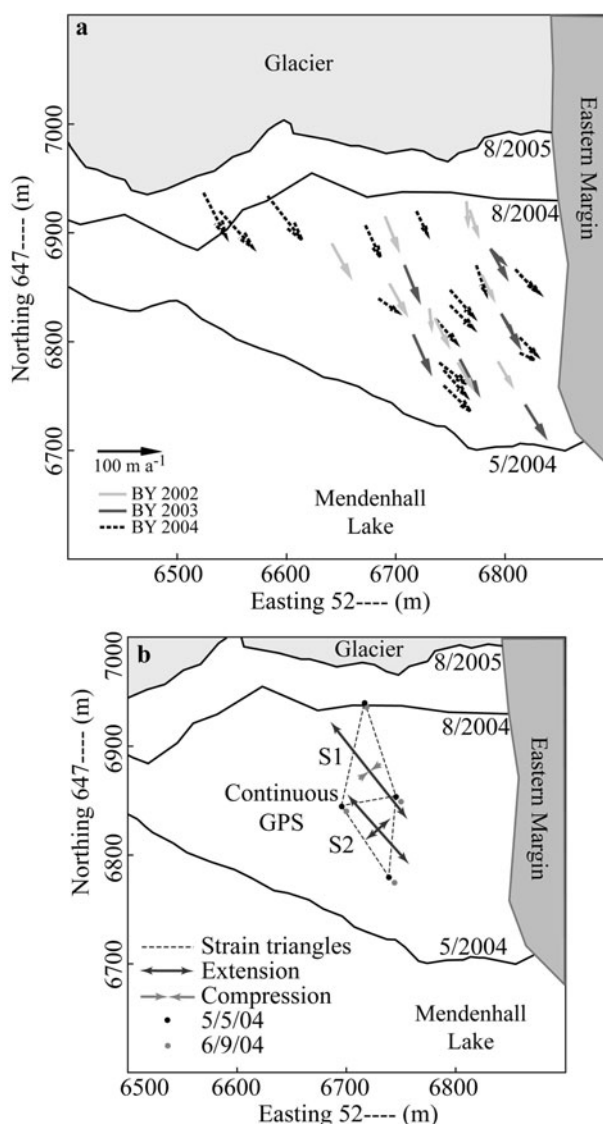 a
Glacier
Eastern Margin
8/2005
8/2004
5/2004
7000
6900
6800
6700
Northing 647---- (m)
100 m a⁻¹
BY 2002
BY 2003
BY 2004
Mendenhall
Lake
6500 6600 6700 6800
Easting 52---- (m)
b
Glacier
8/2005
8/2004
Eastern Margin
7000
6900
6800
6700
Northing 647---- (m)
S1
Continuous
GPS
S2
Strain triangles
Extension
Compression
5/5/04
6/9/04
5/2004
Mendenhall
Lake
6500 6600 6700 6800
Easting 52---- (m)